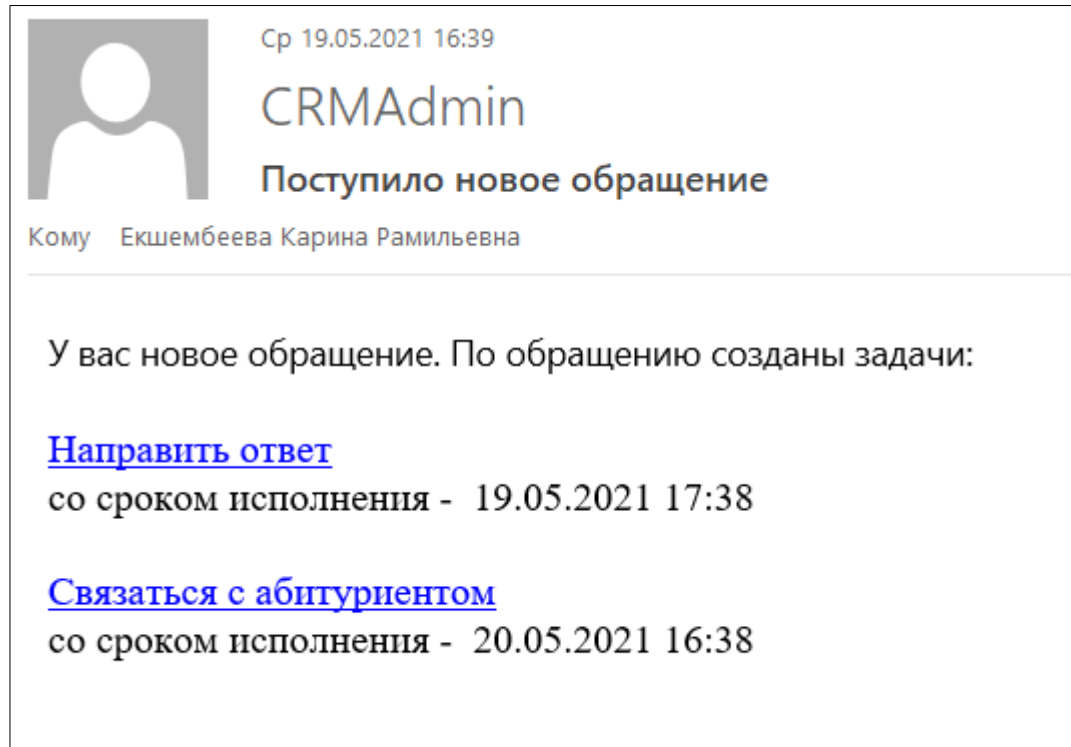 Ср 19.05.2021 16:39
CRMAdmin
Поступило новое обращение
Кому Екшембеева Карина Рамильевна
У вас новое обращение. По обращению созданы задачи:
Направить ответ
со сроком исполнения - 19.05.2021 17:38
Связаться с абитуриентом
со сроком исполнения - 20.05.2021 16:38